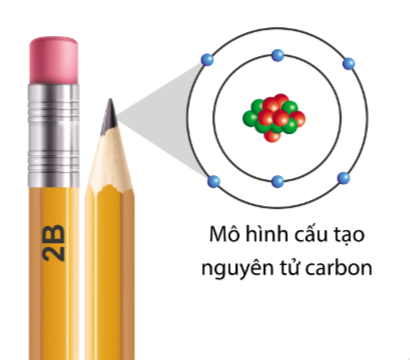 2B
Mô hình cấu tạo
nguyên tử carbon